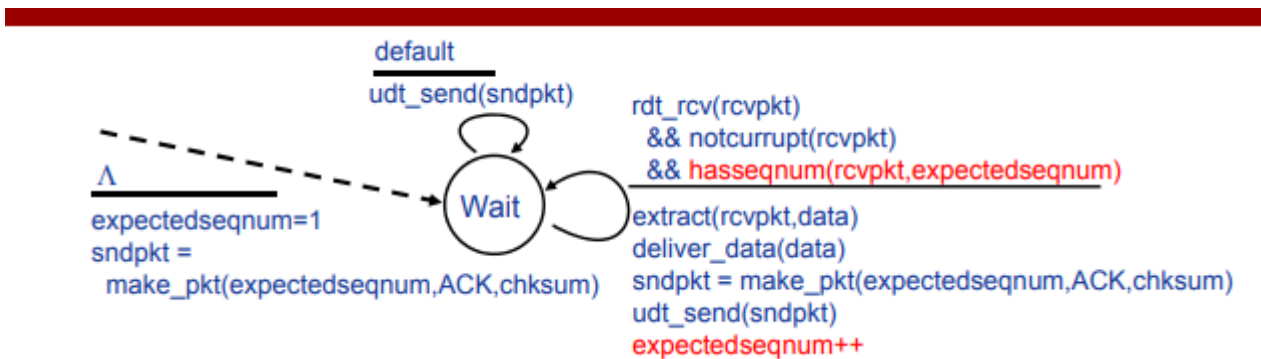 default
udt_send(sndpkt)
rdt_rcv(rcvpkt)
&& notcurrupt(rcvpkt)
&& hasseqnum(rcvpkt,expectedseqnum)
Λ
Wait
expectedseqnum=1
sndpkt =
make_pkt(expectedseqnum,ACK,chksum)
extract(rcvpkt,data)
deliver_data(data)
sndpkt = make_pkt(expectedseqnum,ACK,chksum)
udt_send(sndpkt)
expectedseqnum++